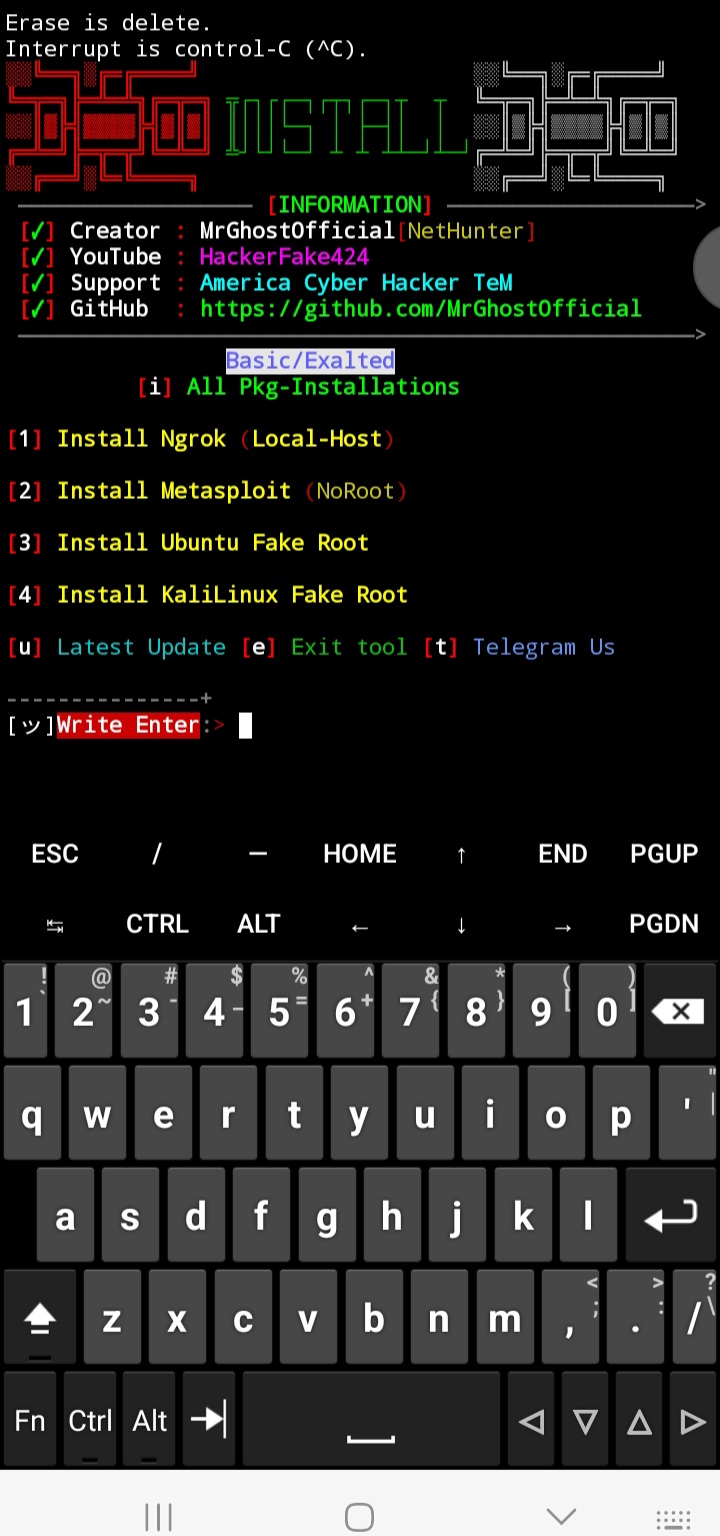 Erase is delete.
Interrupt is control-C (^C).
INSTALL
[INFORMATION]
[✓] Creator : MrGhostOfficial[NetHunter]
[✓] YouTube : HackerFake424
[✓] Support : America Cyber Hacker TeM
[✓] GitHub : https://github.com/MrGhostOfficial
Basic/Exalted
[i] All Pkg-Installations
[1] Install Ngrok (Local-Host)
[2] Install Metasploit (NoRoot)
[3] Install Ubuntu Fake Root
[4] Install KaliLinux Fake Root
[u] Latest Update [e] Exit tool [t] Telegram Us
---------------+
[ツ]Write Enter:>
ESC / — HOME ↑ END PGUP
↹ CTRL ALT ← ↓ → PGDN
! ` @ ~ # - $ _ % = ^ + & { * } ( [ ) ]
1 2 3 4 5 6 7 8 9 0
q w e r t y u i o p ' " |
a s d f g h j k l
z x c v b n m , < ; . > : / ? \
Fn Ctrl Alt